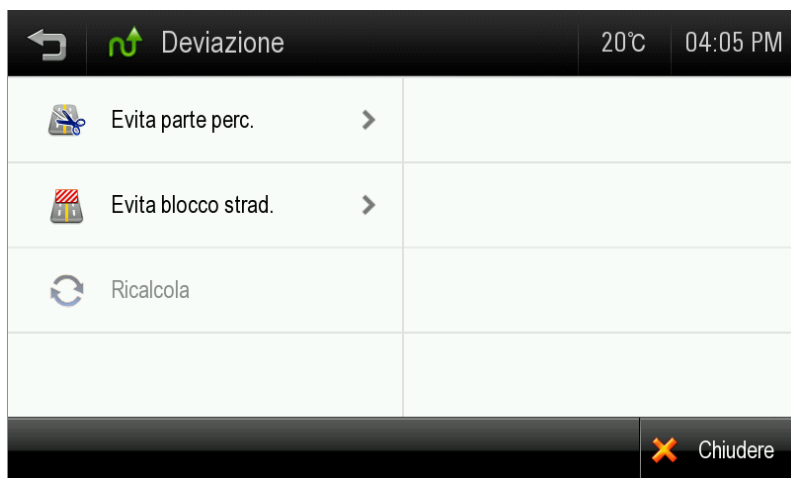 Deviazione 20℃ 04:05 PM
Evita parte perc.
Evita blocco strad.
Ricalcola
Chiudere